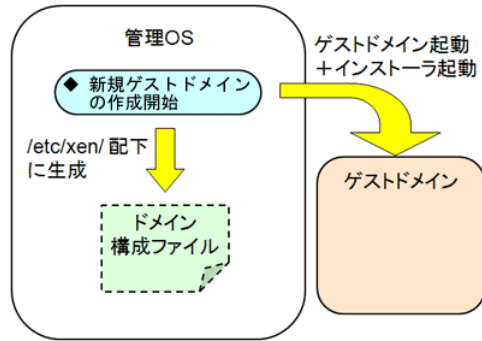 管理OS
◆ 新規ゲストドメイン
の作成開始
/etc/xen/ 配下
に生成
ドメイン
構成ファイル
ゲストドメイン起動
＋インストーラ起動
ゲストドメイン